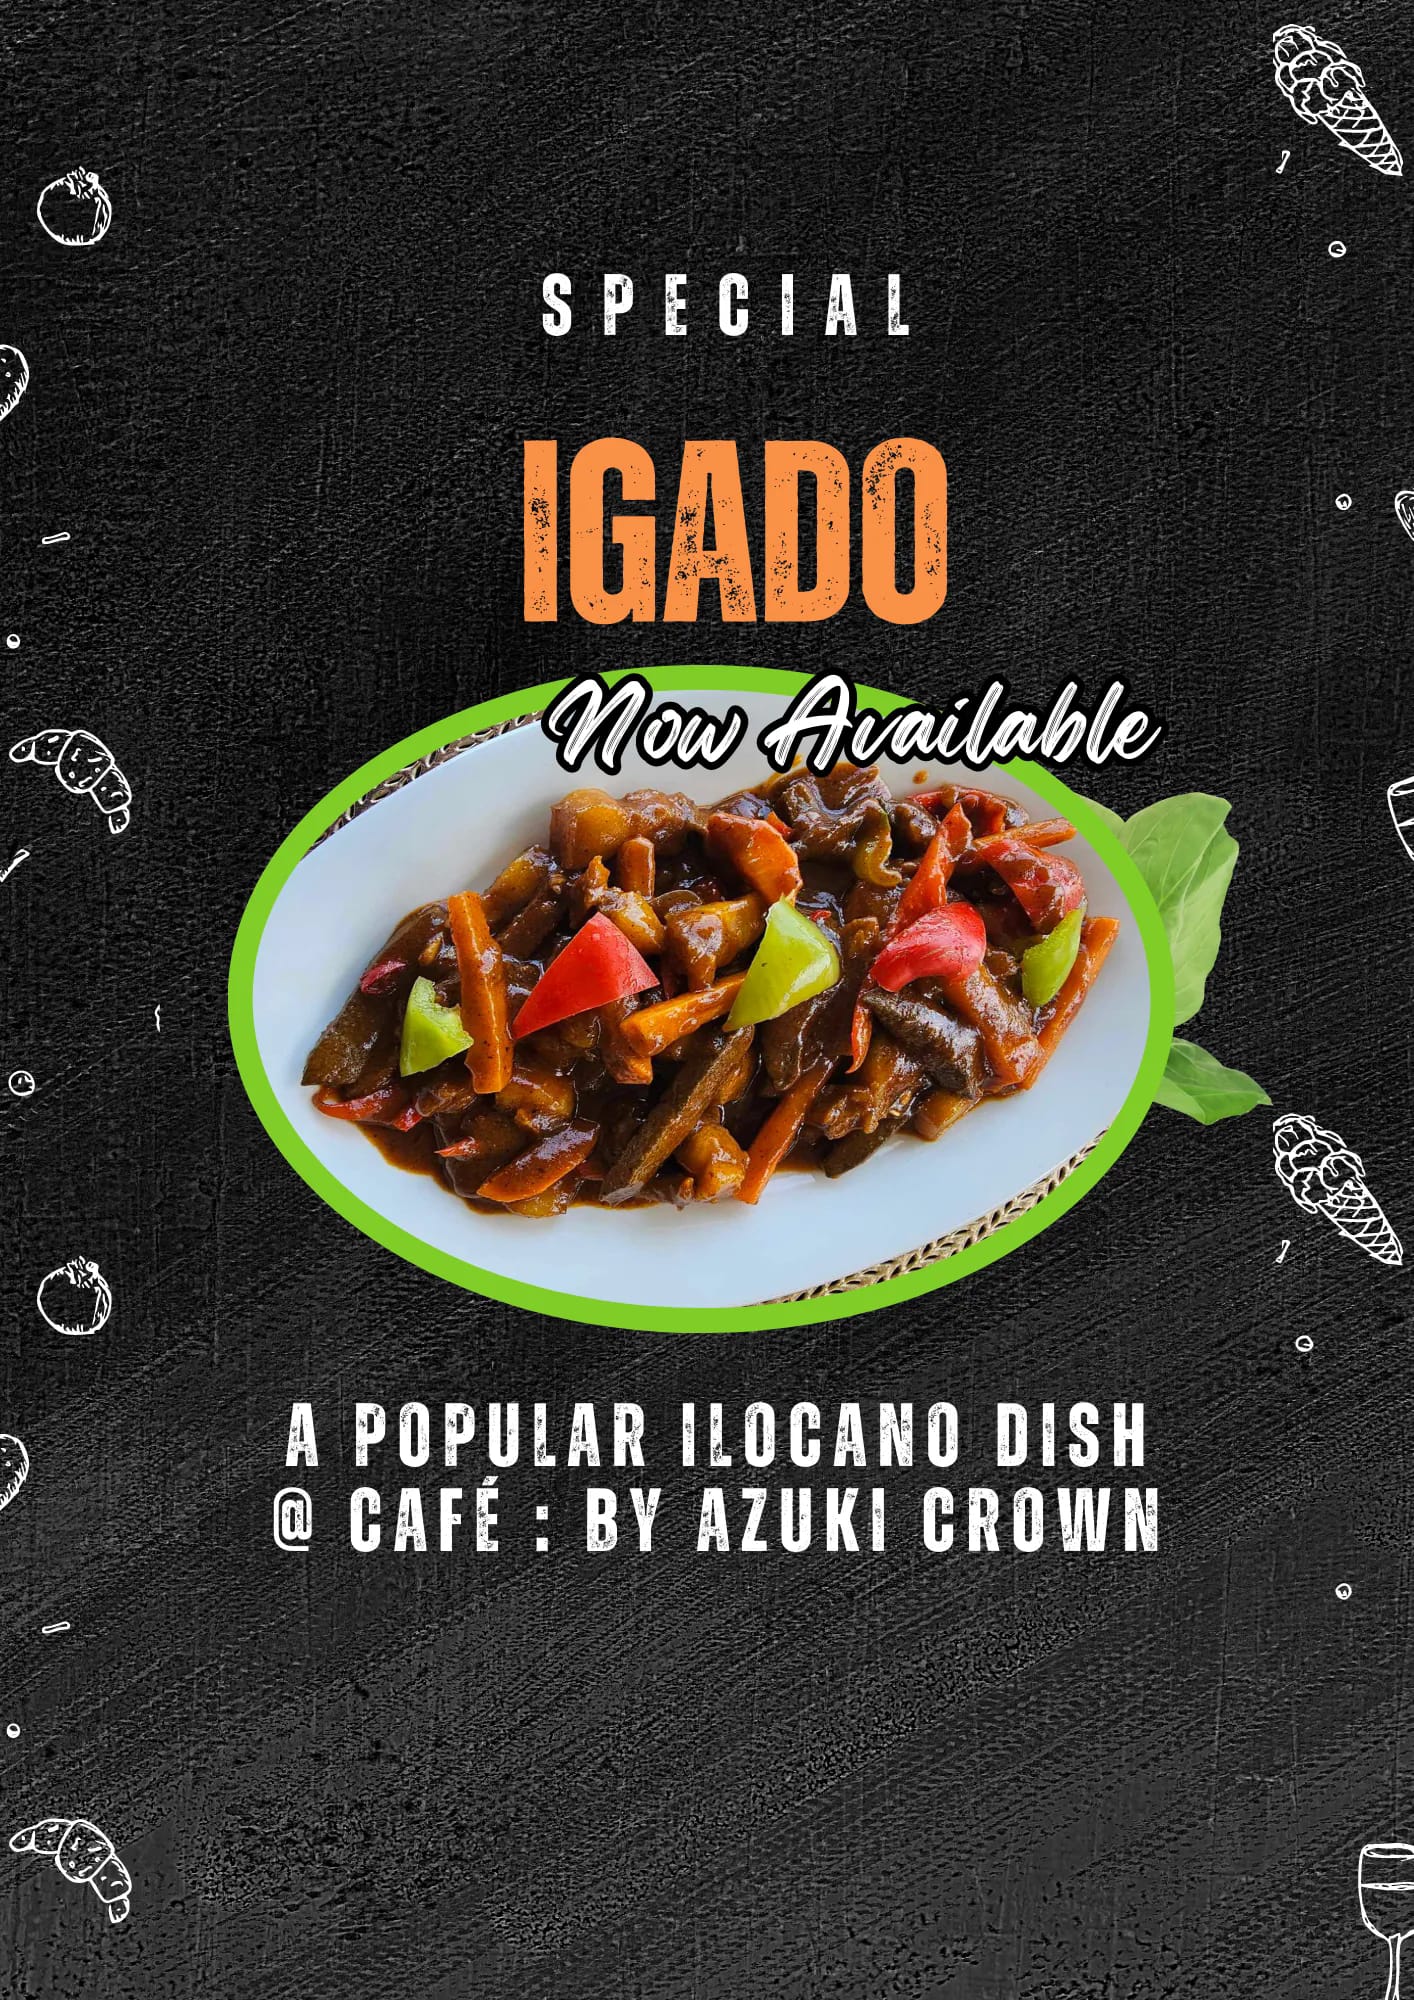 SPECIAL
IGADO
Now Available
A POPULAR ILOCANO DISH
@ CAFÉ : BY AZUKI CROWN